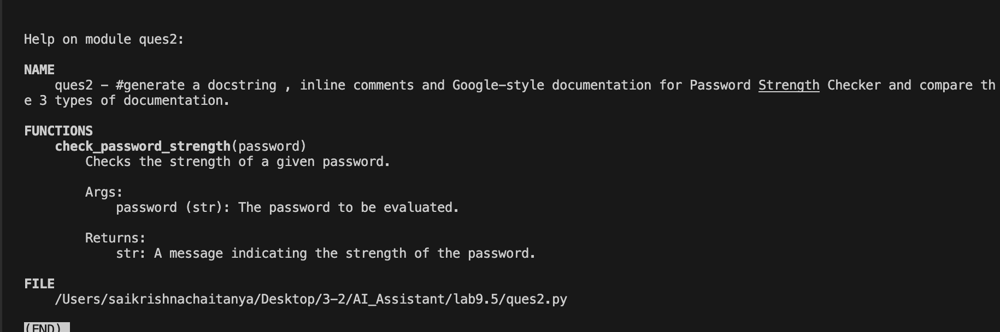 Help on module ques2:
NAME
ques2 - #generate a docstring , inline comments and Google-style documentation for Password Strength Checker and compare th
e 3 types of documentation.
FUNCTIONS
check_password_strength(password)
Checks the strength of a given password.
Args:
password (str): The password to be evaluated.
Returns:
str: A message indicating the strength of the password.
FILE
/Users/saikrishnachaitanya/Desktop/3-2/AI_Assistant/lab9.5/ques2.py
(END)